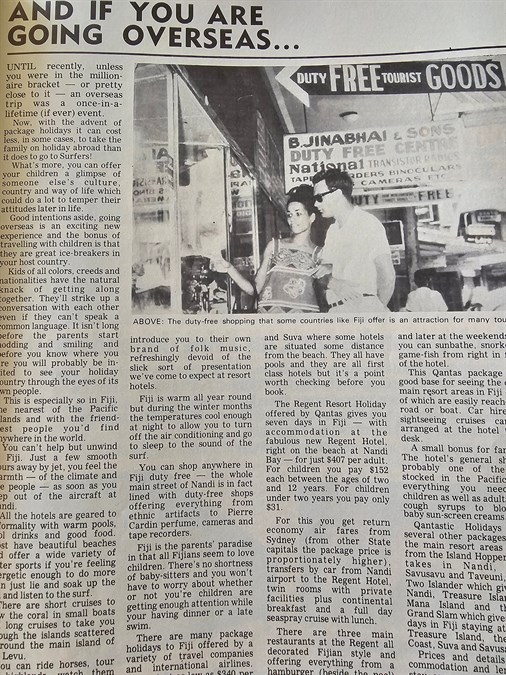 AND IF YOU ARE
GOING OVERSEAS...
UNTIL recently, unless
you were in the million-
aire bracket — or pretty
close to it — an overseas
trip was a once-in-a-
lifetime (if ever) event.
Now, with the advent of
package holidays it can cost
less, in some cases, to take the
family on holiday abroad than
it does to go to Surfers!
What's more, you can offer
your children a glimpse of
someone else's culture,
country and way of life which
could do a lot to temper their
attitudes later in life.
Good intentions aside, going
overseas is an exciting new
experience and the bonus of
travelling with children is that
they are great ice-breakers in
your host country.
Kids of all colors, creeds and
nationalities have the natural
knack of getting along
together. They'll strike up a
conversation with each other
even if they can't speak a
common language. It isn't long
before the parents start
nodding and smiling and
before you know where you
are you will probably be in-
vited to see your holiday
country through the eyes of its
own people.
This is especially so in Fiji,
the nearest of the Pacific
islands and with the friend-
liest people you'd find
anywhere in the world.
You can't help but unwind
Fiji. Just a few smooth
hours away by jet, you feel the
warmth — of the climate and
the people — as soon as you
step out of the aircraft at
Nandi.
All the hotels are geared to
formality with warm pools,
drinks and good food.
ost have beautiful beaches
d offer a wide variety of
ter sports if you're feeling
ergetic enough to do more
n just lie and soak up the
and listen to the surf.
There are short cruises to
w the coral in small boats
long cruises to take you
ough the islands scattered
round the main island of
Levu.
ou can ride horses, tour
highlands, watch them
DUTY FREE TOURIST GOODS
B. JINABHAI & SONS
DUTY FREE CENTRE
National TRANSISTOR RADIOS
TAPE RECORDERS BINOCULARS
CAMERAS ETC
DUTY FREE
ABOVE: The duty-free shopping that some countries like Fiji offer is an attraction for many tou
introduce you to their own
brand of folk music,
refreshingly devoid of the
slick sort of presentation
we've come to expect at resort
hotels.
Fiji is warm all year round
but during the winter months
the temperatures cool enough
at night to allow you to turn
off the air conditioning and go
to sleep to the sound of the
surf.
You can shop anywhere in
Fiji duty free — the whole
main street of Nandi is in fact
lined with duty-free shops
offering everything from
ethnic artifacts to Pierre
Cardin perfume, cameras and
tape recorders.
Fiji is the parents' paradise
in that all Fijians seem to love
children. There's no shortness
of baby-sitters and you won't
have to worry about whether
or not you're children are
getting enough attention while
your having dinner or a late
swim.
There are many package
holidays to Fiji offered by a
variety of travel companies
and international airlines.
as low as $340 per
and Suva where some hotels
are situated some distance
from the beach. They all have
pools and they are all first
class hotels but it's a point
worth checking before you
book.
The Regent Resort Holiday
offered by Qantas gives you
seven days in Fiji — with
accommodation at the
fabulous new Regent Hotel,
right on the beach at Nandi
Bay — for just $407 per adult.
For children you pay $152
each between the ages of two
and 12 years. For children
under two years you pay only
$31.
For this you get return
economy air fares from
Sydney (from other State
capitals the package price is
proportionately higher),
transfers by car from Nandi
airport to the Regent Hotel,
twin rooms with private
facilities plus continental
breakfast and a full day
seaspray cruise with lunch.
There are three main
restaurants at the Regent all
decorated Fijian style and
offering everything from a
hamburger (beside the pool)
and later at the weekends
you can sunbathe, snork
game-fish from right in f
of the hotel.
This Qantas package
good base for seeing the
main resort areas in Fiji
of which are easily reach
road or boat. Car hire
sightseeing cruises can
arranged at the hotel
desk.
A small bonus for fam
The hotel's general sh
probably one of the
stocked in the Pacific
everything you need
children as well as adult
cough syrups to blo
baby sun-screen creams
Qantastic Holidays
several other packages
the main resort areas
from the Island Hopper
takes in Nandi,
Savusavu and Taveuni,
Two Islander which giv
Nandi, Treasure Islan
Mana Island and th
Grand Slam which give
days in Fiji staying at
Treasure Island, the
Coast, Suva and Savusa
Prices and details
commodation and len